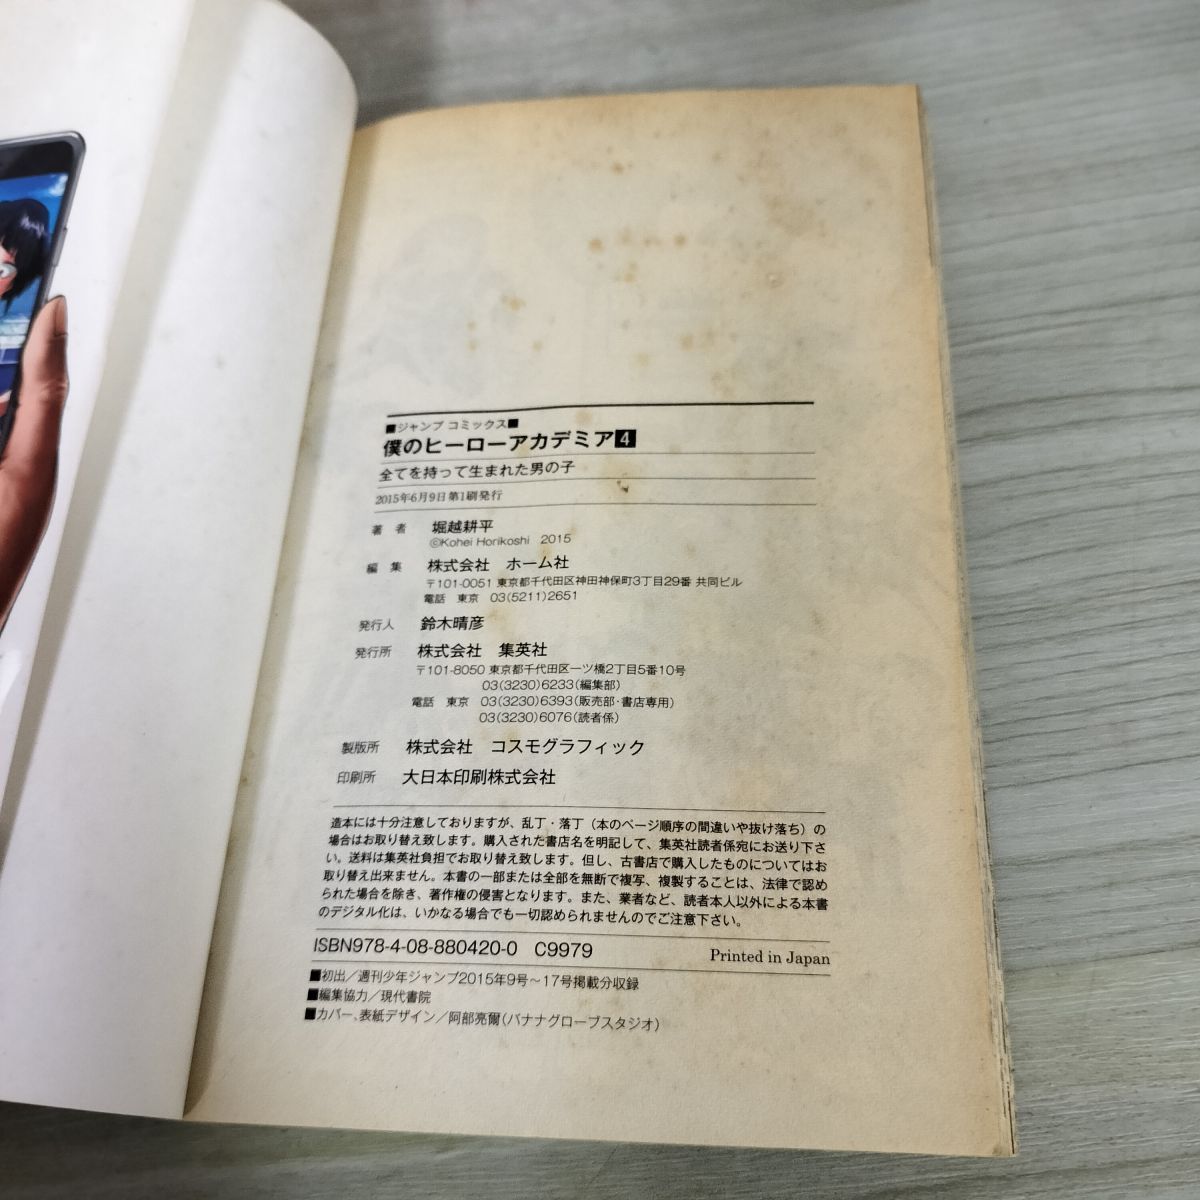 ■ジャンプ コミックス■
僕のヒーローアカデミア4
全てを持って生まれた男の子
2015年6月9日第1刷発行
著者 堀越耕平
©Kohei Horikoshi 2015
編集 株式会社 ホーム社
〒101-0051 東京都千代田区神田神保町3丁目29番 共同ビル
電話 東京 03(5211)2651
発行人 鈴木晴彦
発行所 株式会社 集英社
〒101-8050 東京都千代田区一ツ橋2丁目5番10号
03(3230)6233(編集部)
電話 東京 03(3230)6393(販売部・書店専用)
03(3230)6076(読者係)
製版所 株式会社 コスモグラフィック
印刷所 大日本印刷株式会社
造本には十分注意しておりますが、乱丁・落丁(本のページ順序の間違いや抜け落ち)の
場合はお取り替え致します。購入された書店名を明記して、集英社読者係宛にお送り下さ
い。送料は集英社負担でお取り替え致します。但し、古書店で購入したものについてはお
取り替え出来ません。本書の一部または全部を無断で複写、複製することは、法律で認め
られた場合を除き、著作権の侵害となります。また、業者など、読者本人以外による本書
のデジタル化は、いかなる場合でも一切認められませんのでご注意下さい。
ISBN978-4-08-880420-0 C9979
Printed in Japan
■初出/週刊少年ジャンプ2015年9号~17号掲載分収録
■編集協力/現代書院
■カバー、表紙デザイン/阿部亮爾(バナナグローブスタジオ)